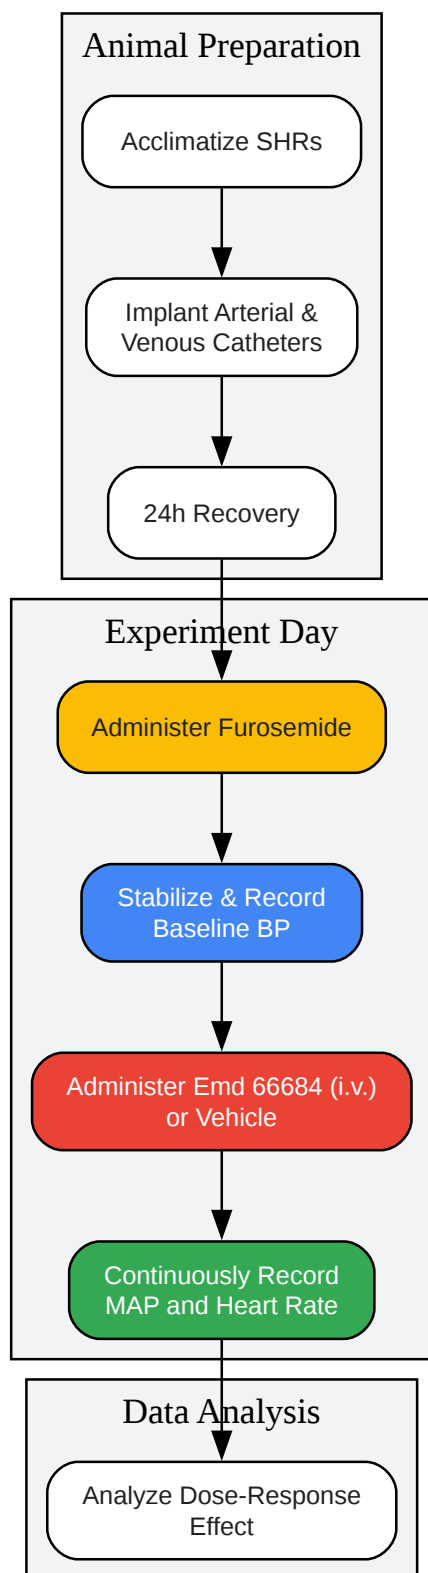 Animal Preparation
Acclimatize SHRs
Implant Arterial &
Venous Catheters
24h Recovery
Experiment Day
Administer Furosemide
Stabilize & Record
Baseline BP
Administer Emd 66684 (i.v.)
or Vehicle
Continuously Record
MAP and Heart Rate
Data Analysis
Analyze Dose-Response
Effect